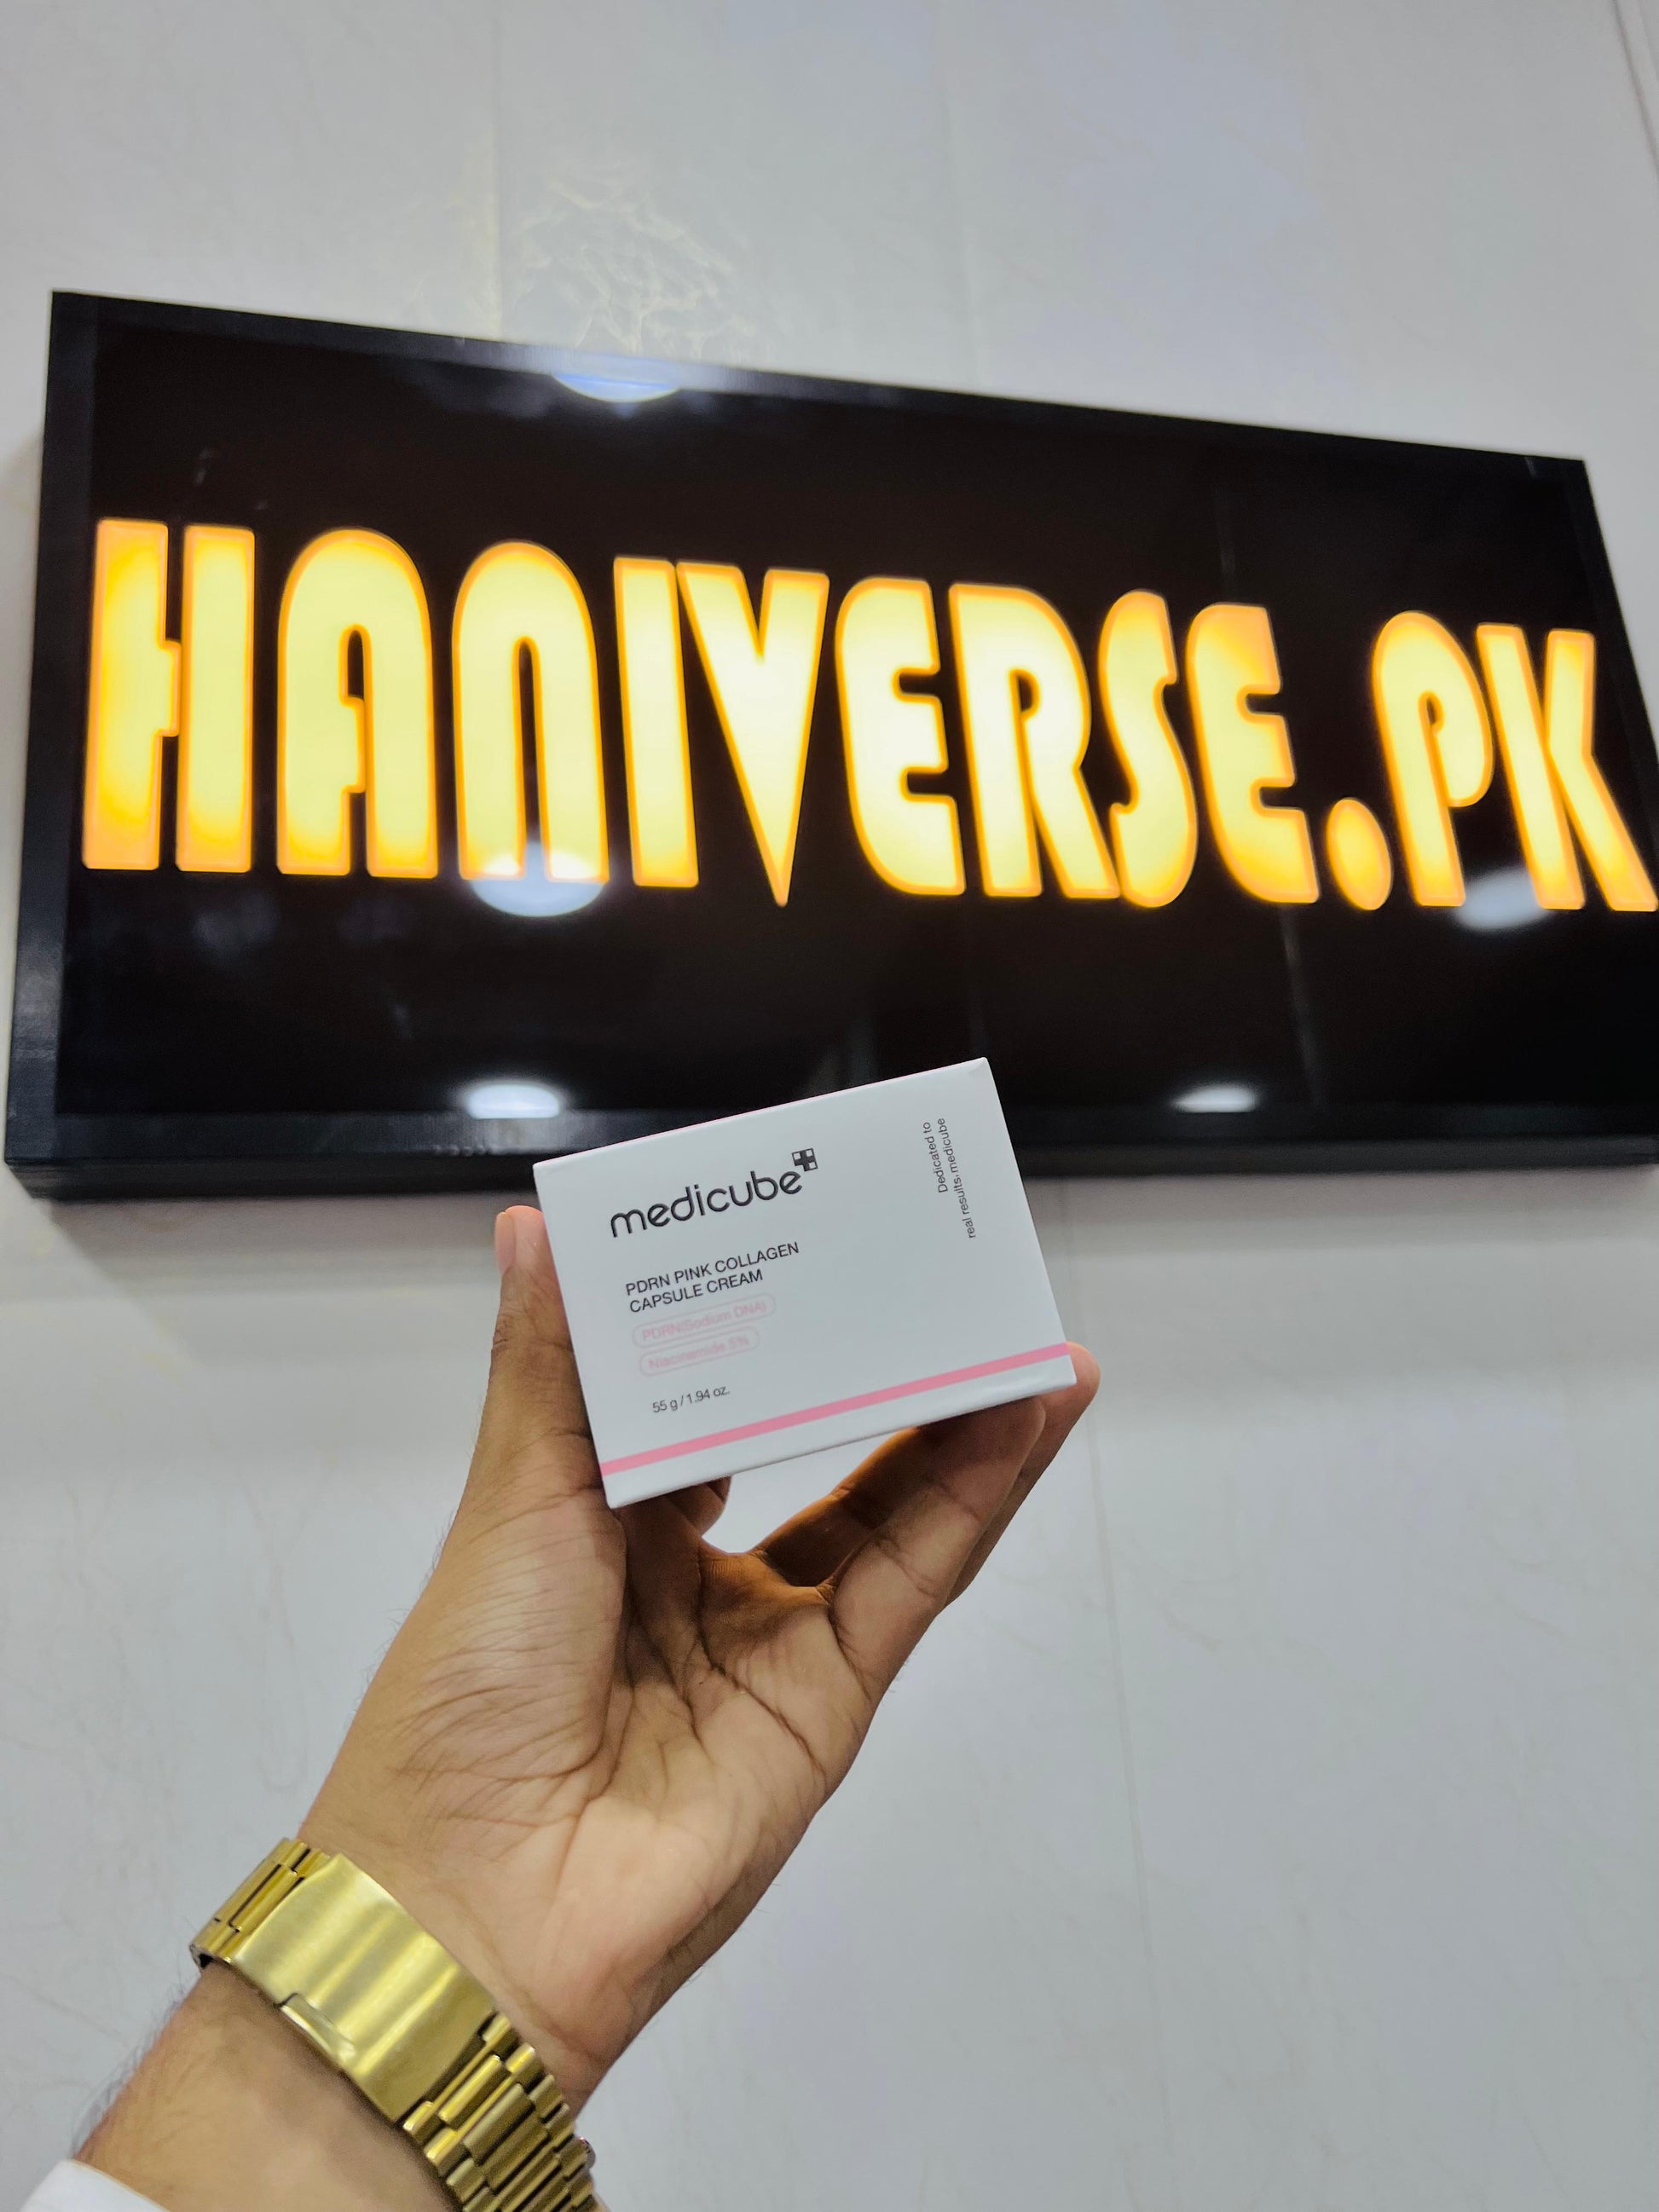 HANIVERSE.PK
medicube
Dedicated to
real results, medicube
PDRN PINK COLLAGEN
CAPSULE CREAM
PDRN(Sodium DNA)
Niacinamide 5%
55 g / 1.94 oz.